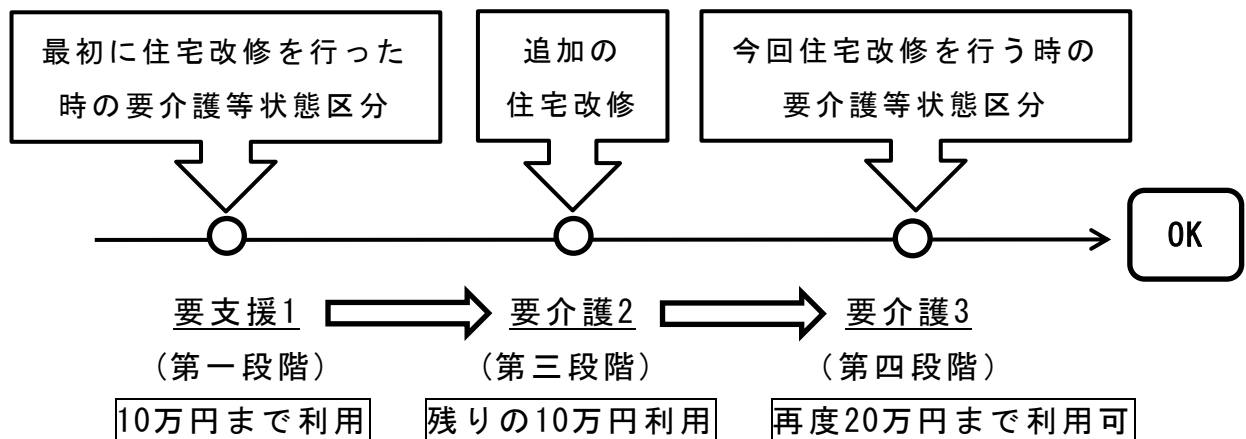 最初に住宅改修を行った
時の要介護等状態区分
追加の
住宅改修
今回住宅改修を行う時の
要介護等状態区分
OK
要支援1
要介護2
要介護3
（第一段階）
（第三段階）
（第四段階）
10万円まで利用
残りの10万円利用
再度20万円まで利用可